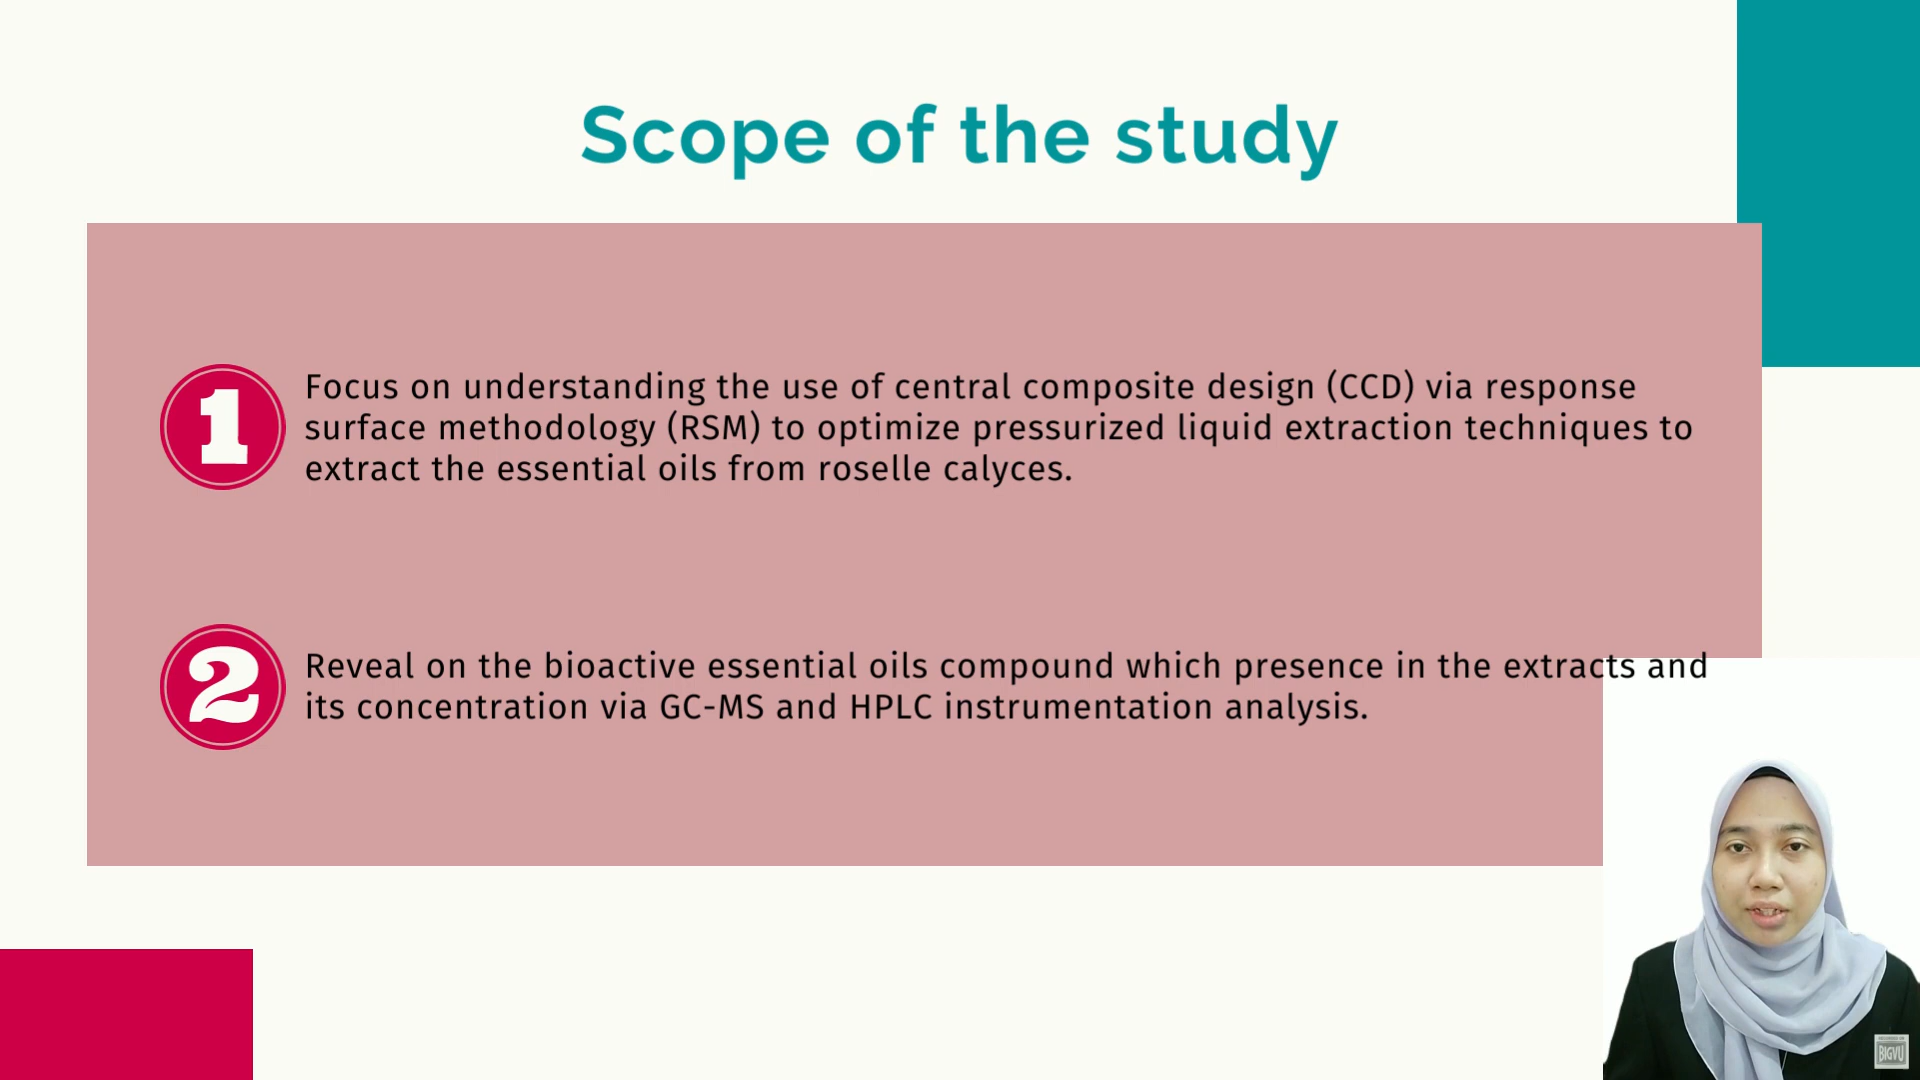 Scope of the study
1
Focus on understanding the use of central composite design (CCD) via response
surface methodology (RSM) to optimize pressurized liquid extraction techniques to
extract the essential oils from roselle calyces.
2
Reveal on the bioactive essential oils compound which presence in the extracts and
its concentration via GC-MS and HPLC instrumentation analysis.
BIGVU